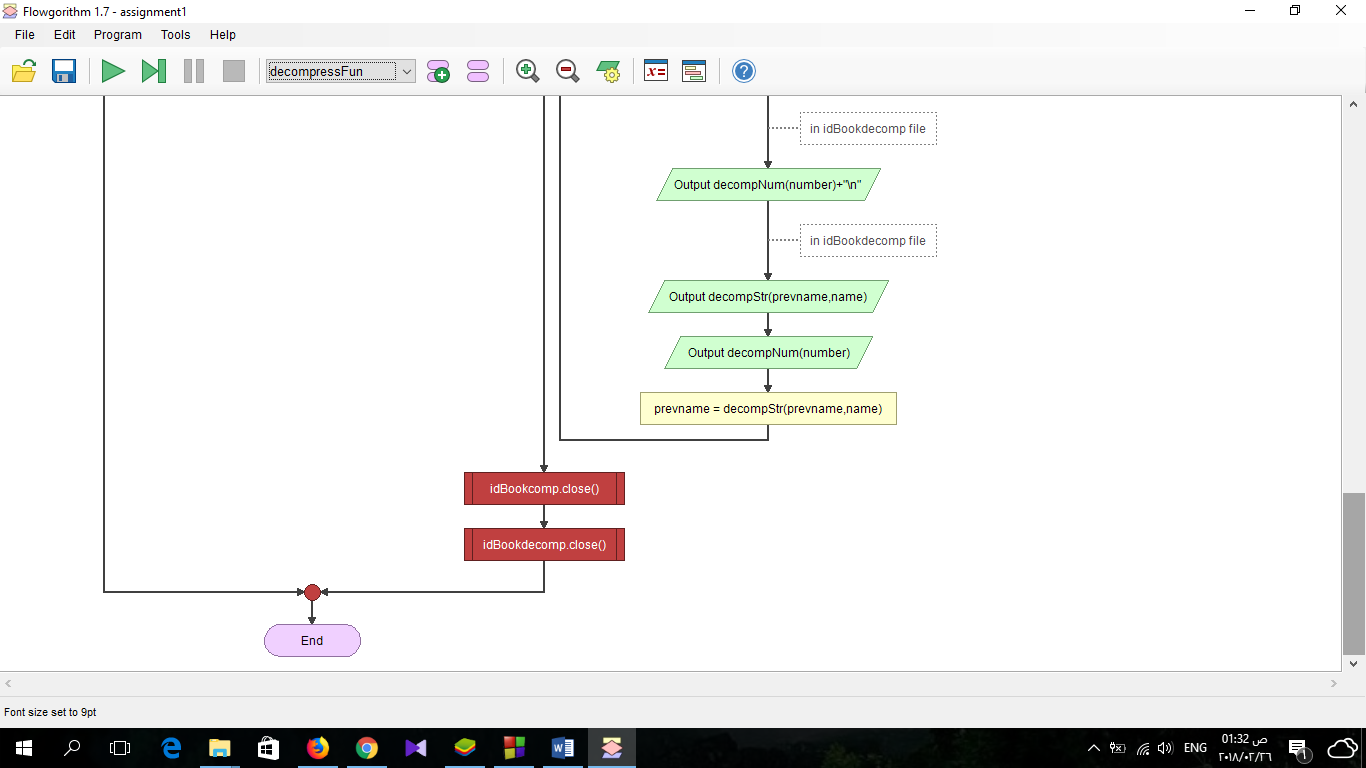 Flowgorithm 1.7 - assignment1
File Edit Program Tools Help
decompressFun
in idBookdecomp file
Output decompNum(number)+"\n"
in idBookdecomp file
Output decompStr(prevname,name)
Output decompNum(number)
prevname = decompStr(prevname,name)
idBookcomp.close()
idBookdecomp.close()
End
Font size set to 9pt
ENG
01:32 ص
٢٠١٨/٠٢/٢٦
1